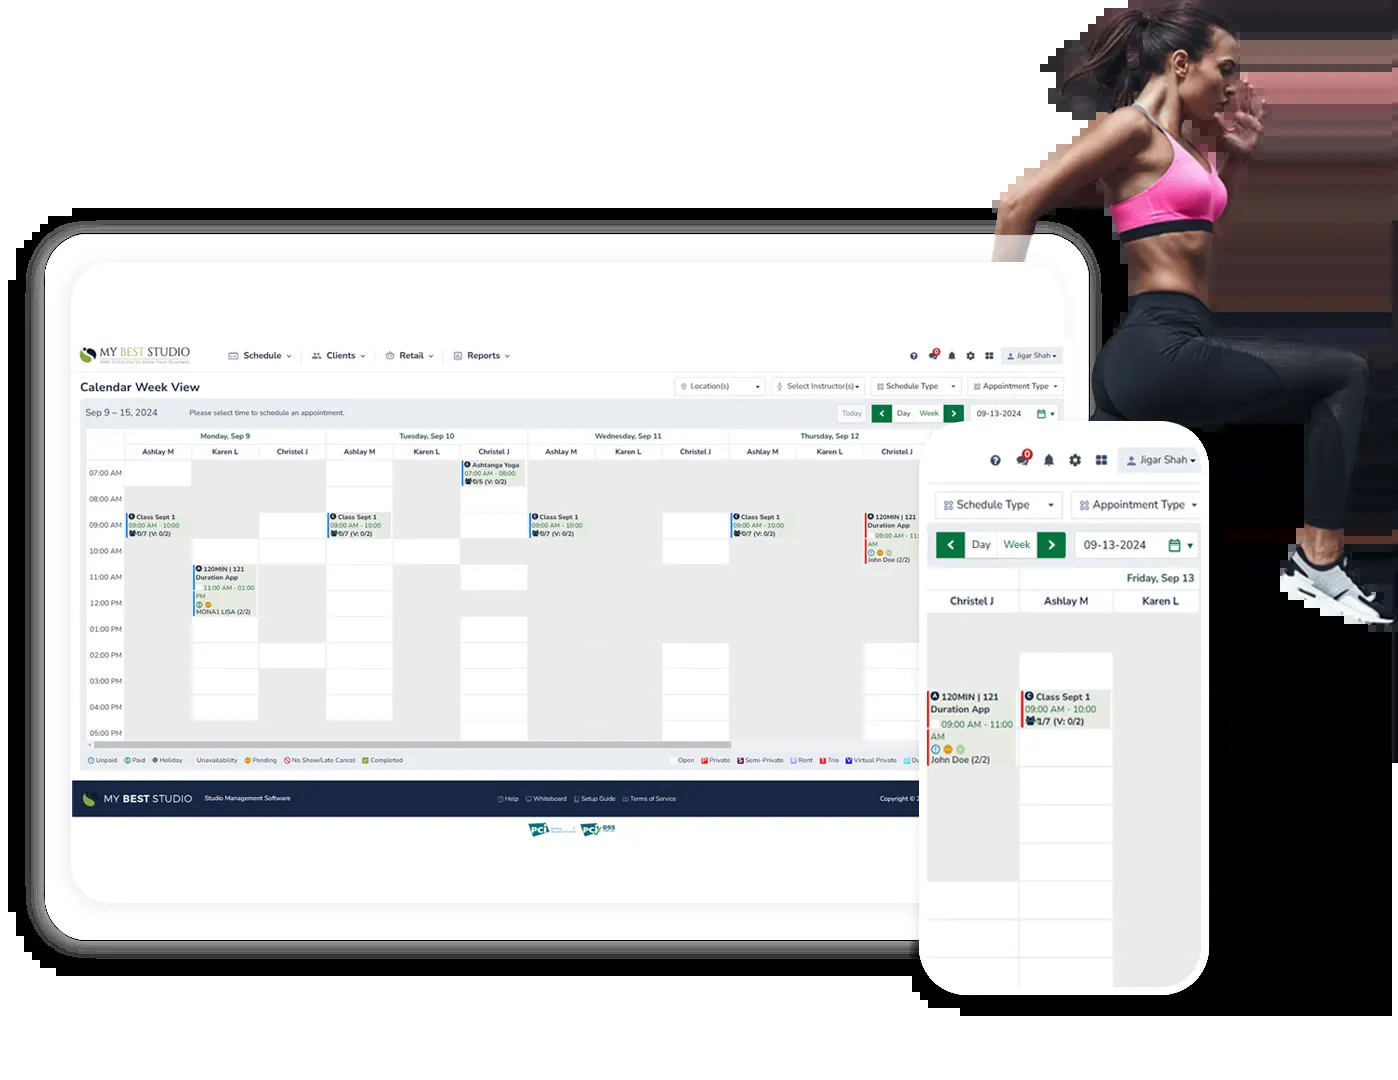 MY BEST STUDIO
Schedule
Clients
Retail
Reports
0
Jigar Shah
Calendar Week View
Location(s)
Select Instructor(s)
Schedule Type
Appointment Type
Sep 9 – 15, 2024
Please select time to schedule an appointment.
Today
Day
Week
09-13-2024
Monday, Sep 9
Tuesday, Sep 10
Wednesday, Sep 11
Thursday, Sep 12
Ashlay M
Karen L
Christel J
Ashlay M
Karen L
Christel J
Ashlay M
Karen L
Christel J
Ashlay M
Karen L
Christel J
07:00 AM
08:00 AM
09:00 AM
10:00 AM
11:00 AM
12:00 PM
01:00 PM
02:00 PM
03:00 PM
04:00 PM
05:00 PM
C Ashtanga Yoga
07:00 AM - 08:00
0/5 (V: 0/2)
C Class Sept 1
09:00 AM - 10:00
0/7 (V: 0/2)
C Class Sept 1
09:00 AM - 10:00
0/7 (V: 0/2)
C Class Sept 1
09:00 AM - 10:00
0/7 (V: 0/2)
C Class Sept 1
09:00 AM - 10:00
0/7 (V: 0/2)
A 120MIN | 121
Duration App
09:00 AM - 11:
AM
John Doe (2/2)
A 120MIN | 121
Duration App
11:00 AM - 01:00
PM
MONA1 LISA (2/2)
Unpaid
Paid
Holiday
Unavailability
Pending
No Show/Late Cancel
Completed
Open
P Private
S Semi-Private
Rent
T Trio
V Virtual Private
Du
MY BEST STUDIO
Studio Management Software
Help
Whiteboard
Setup Guide
Terms of Service
Copyright © 2
PCi
PCi DSS
0
Jigar Shah
Schedule Type
Appointment Type
Day
Week
09-13-2024
Friday, Sep 13
Christel J
Ashlay M
Karen L
A 120MIN | 121
Duration App
09:00 AM - 11:00
AM
John Doe (2/2)
C Class Sept 1
09:00 AM - 10:00
1/7 (V: 0/2)